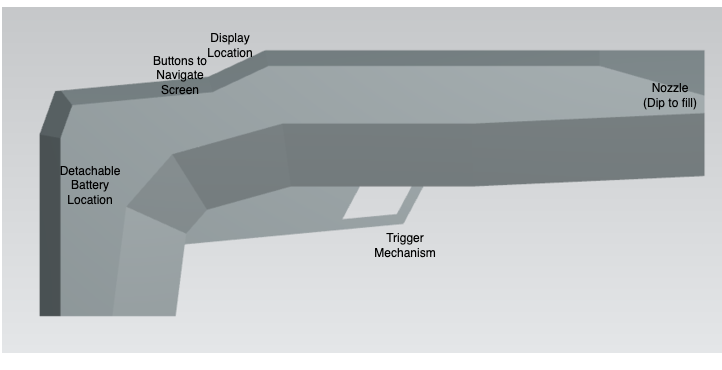 Display
Location
Buttons to
Navigate
Screen
Nozzle
(Dip to fill)
Detachable
Battery
Location
Trigger
Mechanism